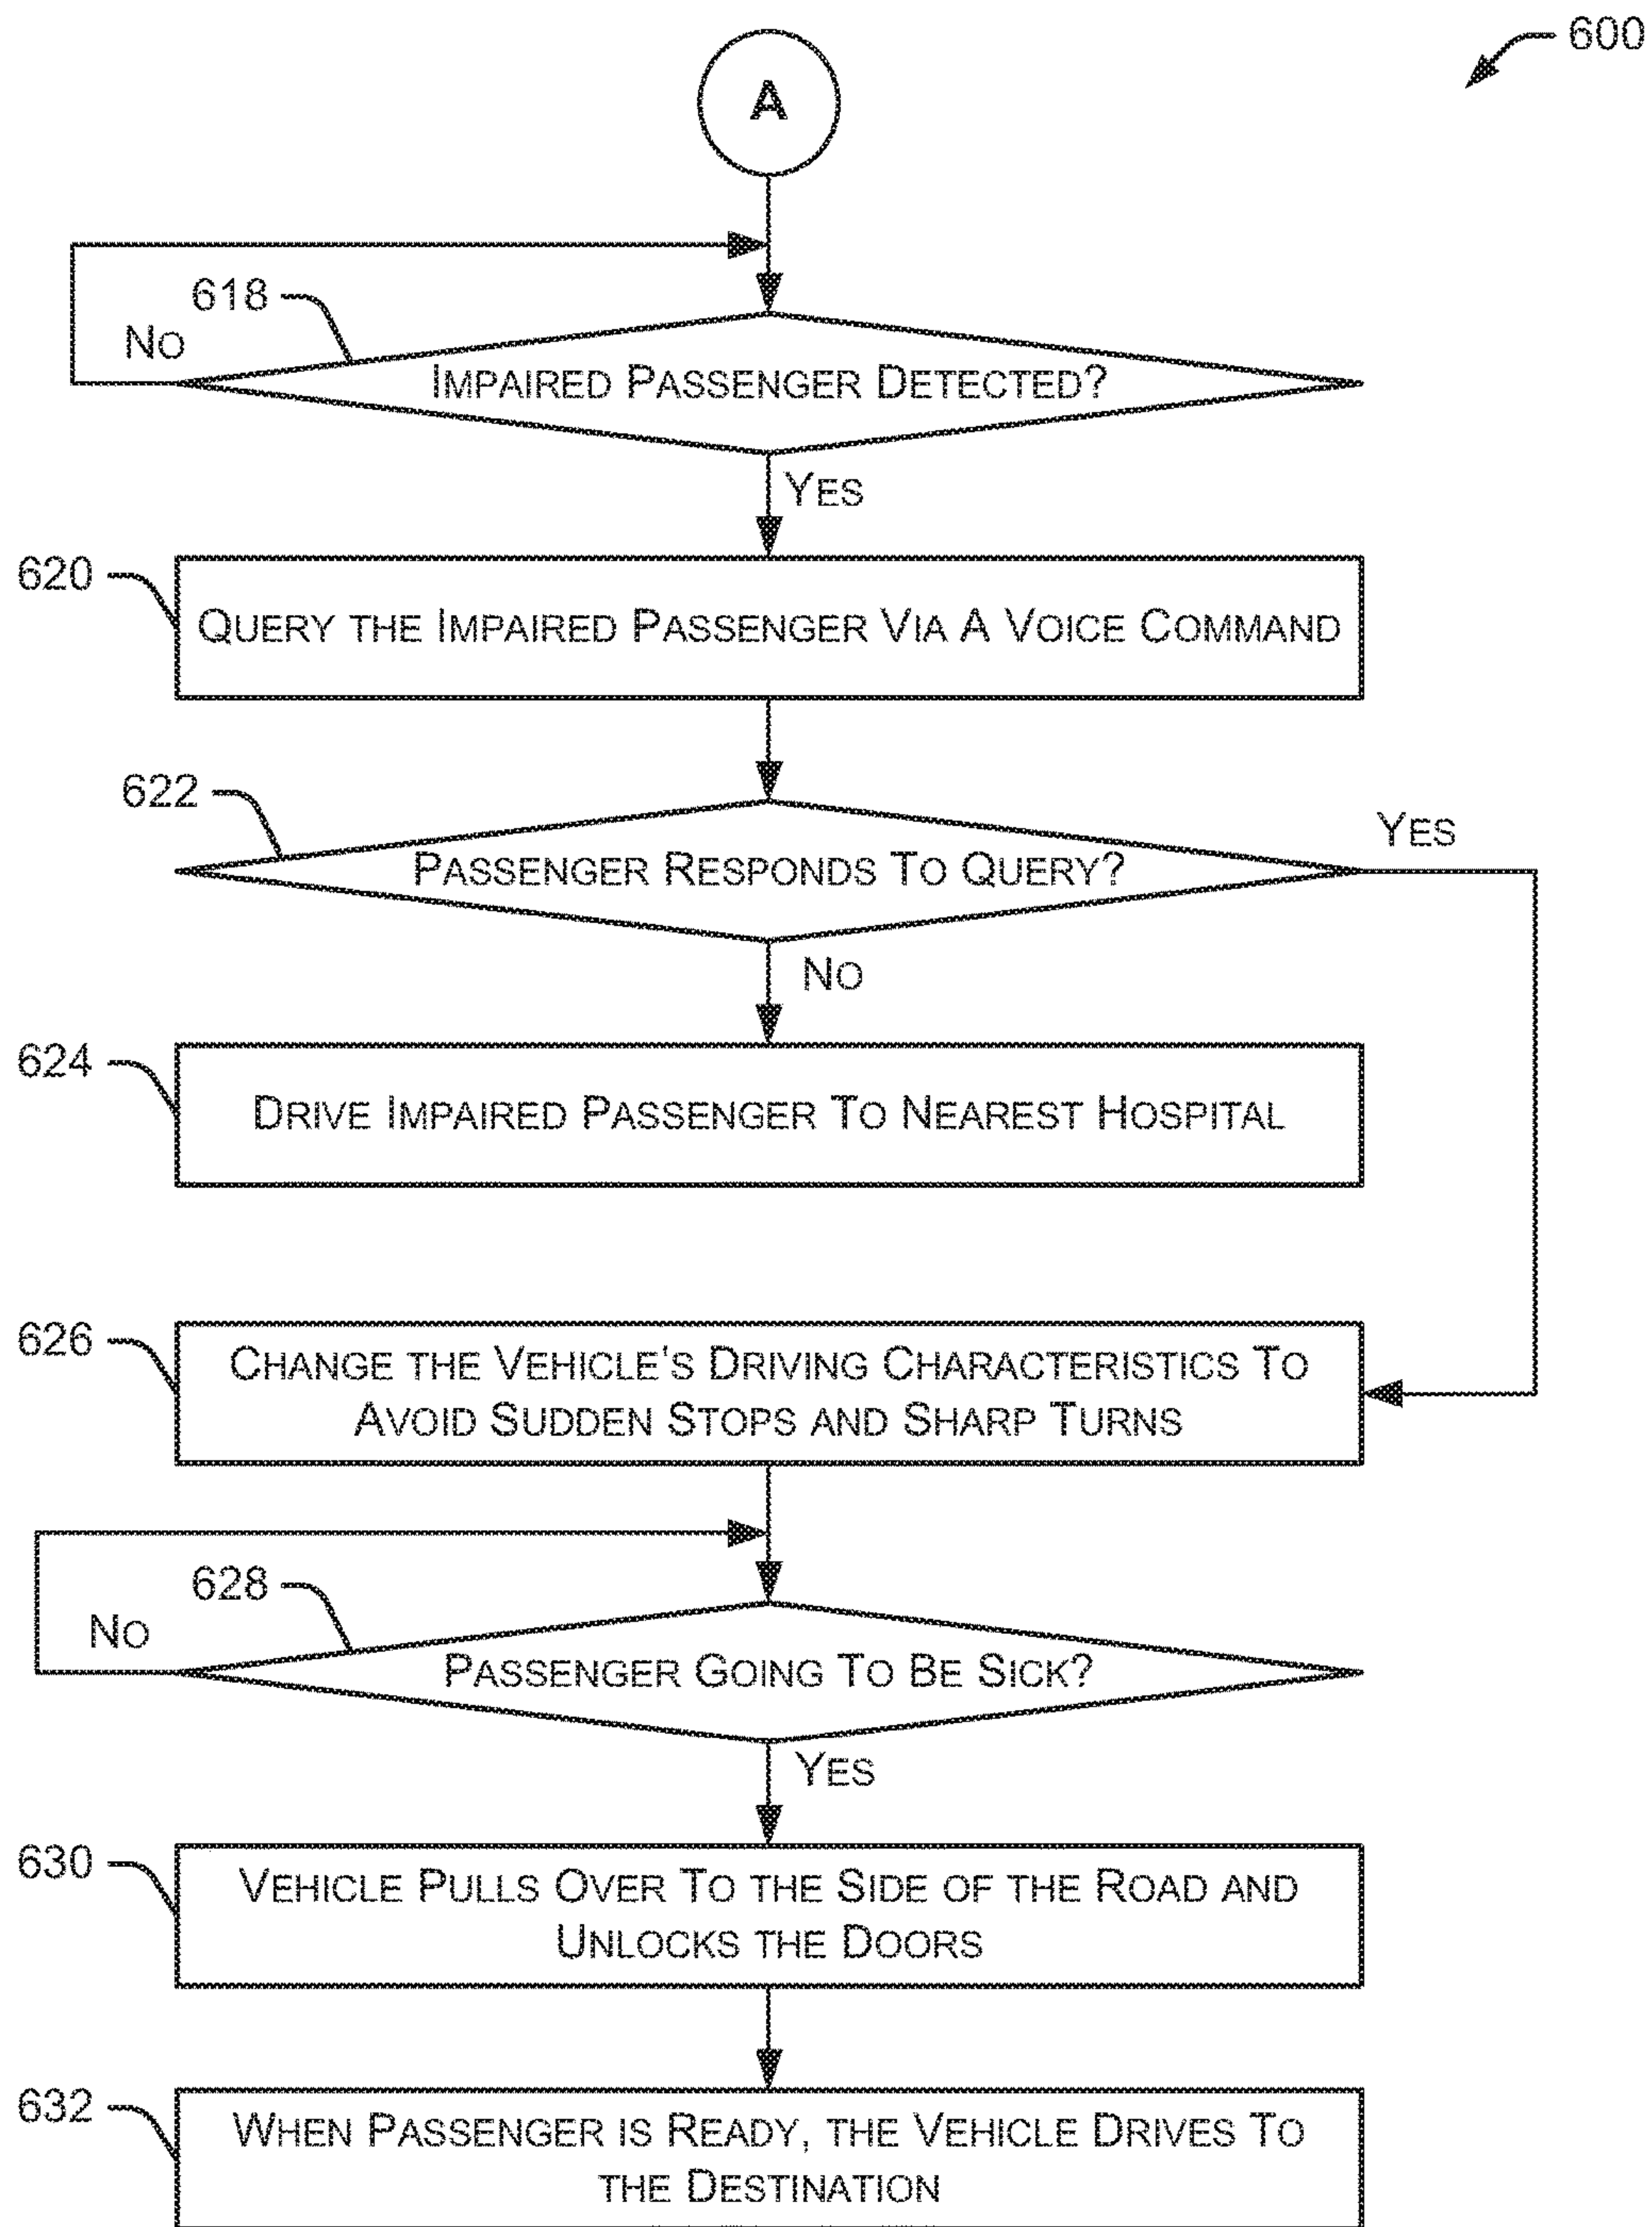 600
A
618
No
Impaired Passenger Detected?
Yes
620
Query the Impaired Passenger Via A Voice Command
622
Yes
Passenger Responds To Query?
No
624
Drive Impaired Passenger To Nearest Hospital
626
Change the Vehicle's Driving Characteristics To
Avoid Sudden Stops and Sharp Turns
628
No
Passenger Going To Be Sick?
Yes
630
Vehicle Pulls Over To the Side of the Road and
Unlocks the Doors
632
When Passenger is Ready, the Vehicle Drives To
the Destination